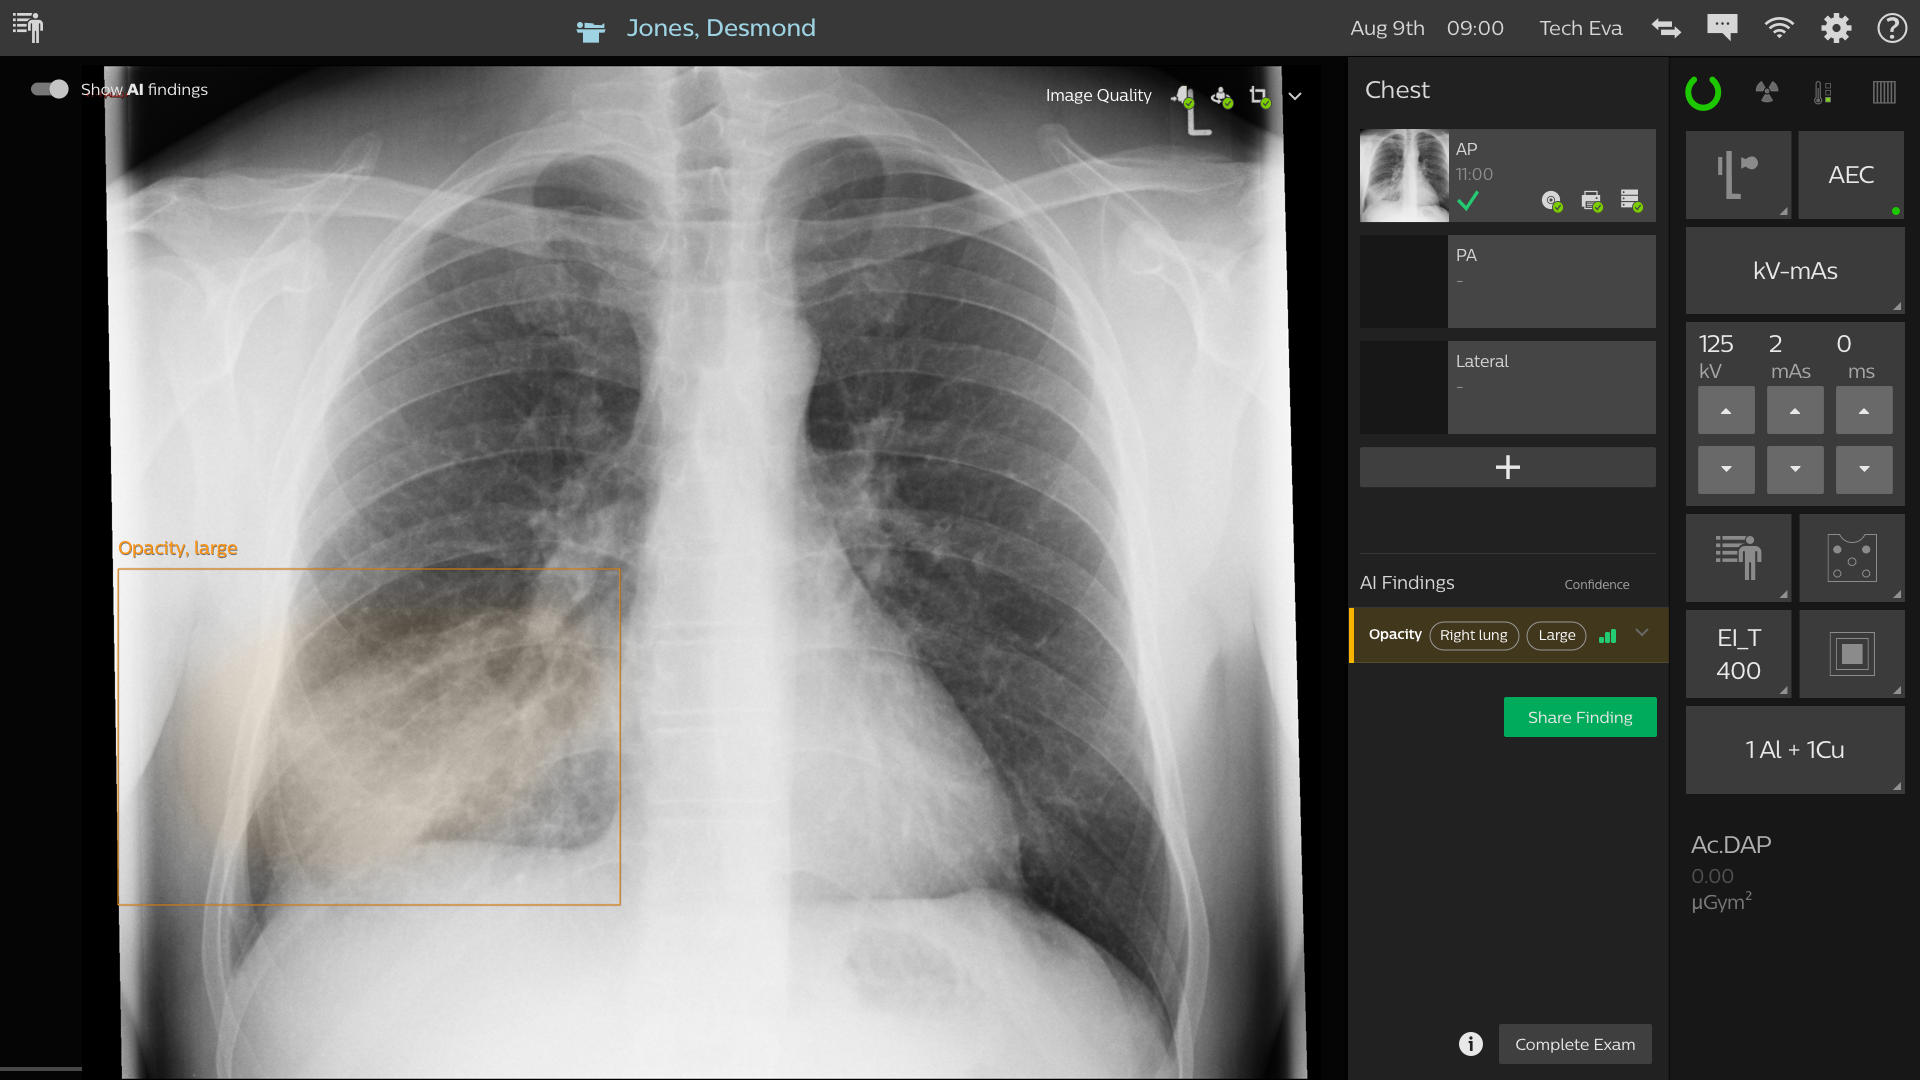 Jones, Desmond
Aug 9th 09:00 Tech Eva
Show AI findings
Image Quality
L
Opacity, large
Chest
AP
11:00
PA
-
Lateral
-
AI Findings Confidence
Opacity Right lung Large
Share Finding
Complete Exam
AEC
kV-mAs
125 2 0
kV mAs ms
EI_T
400
1 Al + 1Cu
Ac.DAP
0.00
µGym²